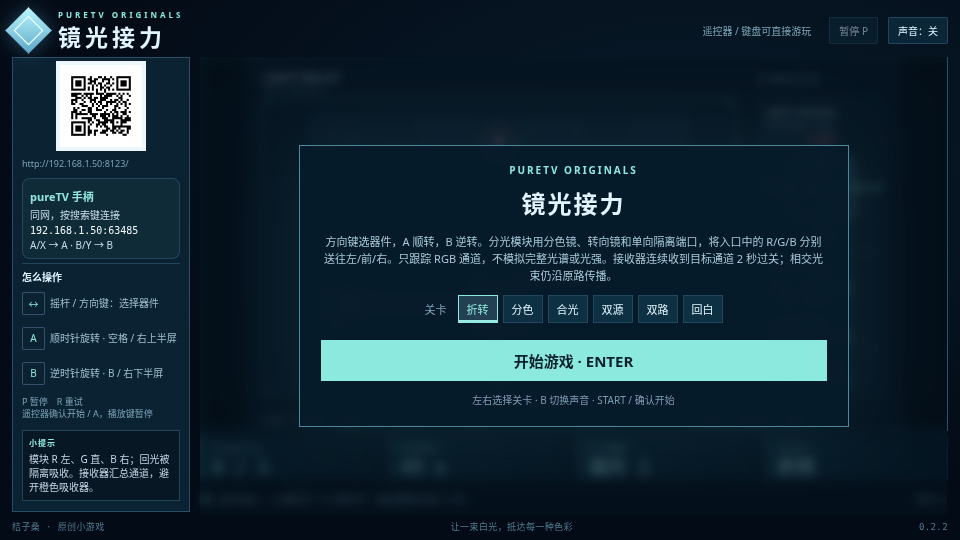 PURETV ORIGINALS
镜光接力
遥控器 / 键盘可直接游玩
暂停 P
声音：关
http://192.168.1.50:8123/
pureTV 手柄
同网，按搜索键连接
192.168.1.50:63485
A/X → A · B/Y → B
怎么操作
↔ 摇杆 / 方向键：选择器件
A 顺时针旋转 · 空格 / 右上半屏
B 逆时针旋转 · B / 右下半屏
P 暂停 R 重试
遥控器确认开始 / A，播放键暂停
小提示
模块 R 左、G 直、B 右；回光被
隔离吸收。接收器汇总通道，避
开橙色吸收器。
PURETV ORIGINALS
镜光接力
方向键选器件，A 顺转，B 逆转。分光模块用分色镜、转向镜和单向隔离端口，将入口中的 R/G/B 分别
送往左/前/右。只跟踪 RGB 通道，不模拟完整光谱或光强。接收器连续收到目标通道 2 秒过关；相交光
束仍沿原路传播。
关卡 折转 分色 合光 双源 双路 回白
开始游戏 · ENTER
左右选择关卡 · B 切换声音 · START / 确认开始
桔子桑 · 原创小游戏
让一束白光，抵达每一种色彩
0.2.2